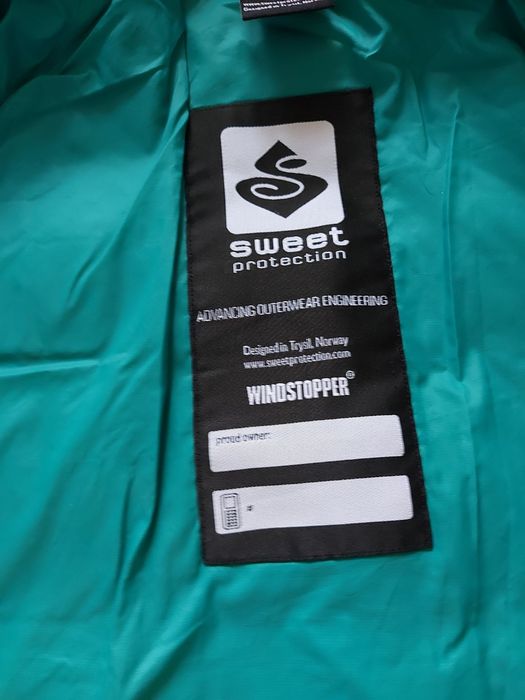 sweet
protection
ADVANCING OUTERWEAR ENGINEERING
Designed in Trysil, Norway
www.sweetprotection.com
WINDSTOPPER®
proud owner:
#